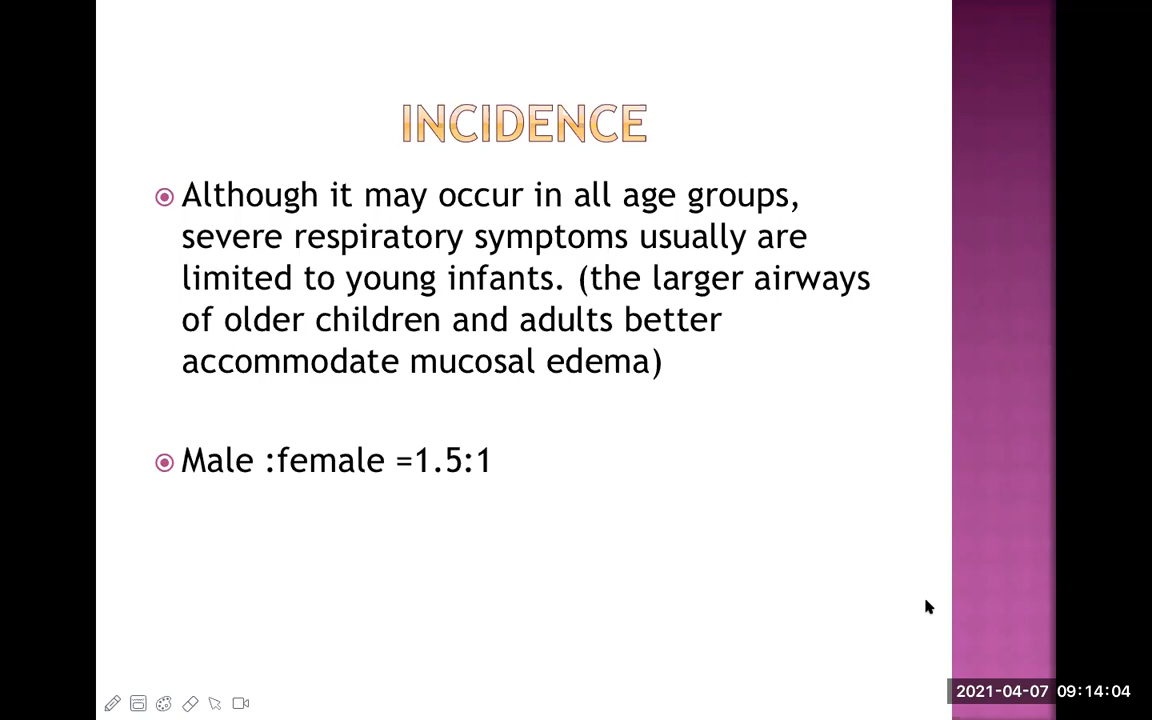 INCIDENCE
Although it may occur in all age groups,
severe respiratory symptoms usually are
limited to young infants. (the larger airways
of older children and adults better
accommodate mucosal edema)
Male :female =1.5:1
2021-04-07 09:14:04